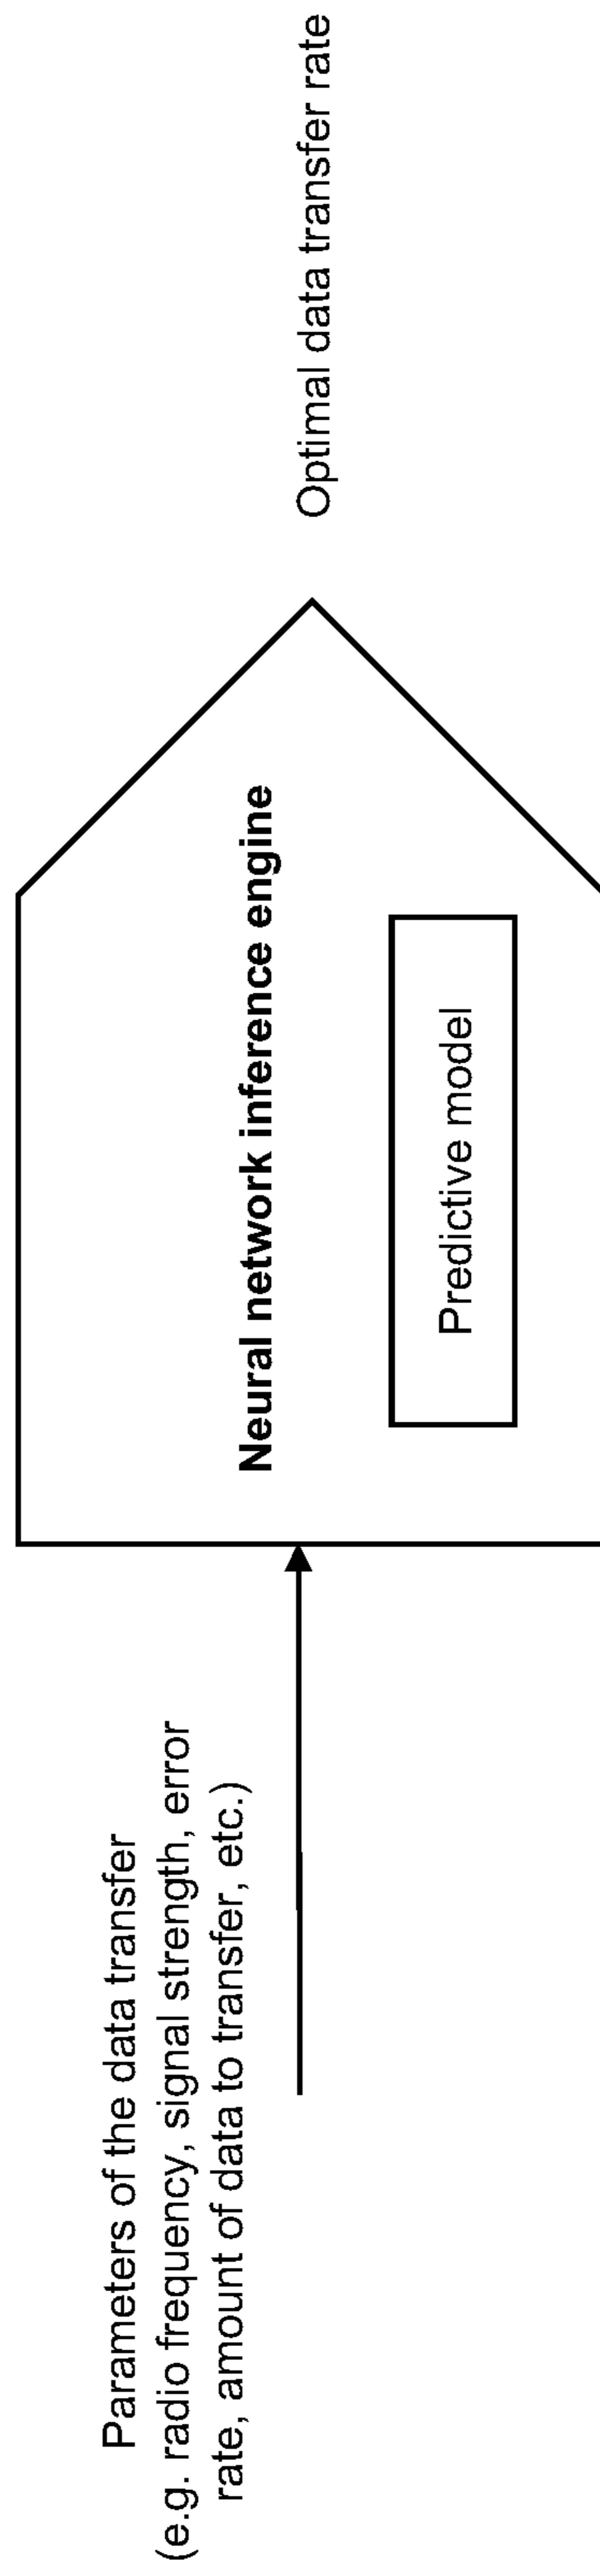 Parameters of the data transfer
(e.g. radio frequency, signal strength, error
rate, amount of data to transfer, etc.)
Neural network inference engine
Predictive model
Optimal data transfer rate